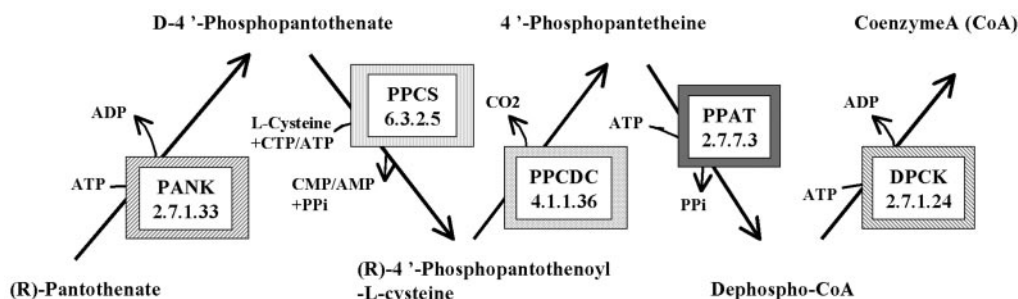 D-4 '-Phosphopantothenate
4 '-Phosphopantetheine
CoenzymeA (CoA)
ADP
ATP
PANK
2.7.1.33
(R)-Pantothenate
PPCS
6.3.2.5
L-Cysteine
+CTP/ATP
CMP/AMP
+PPi
(R)-4 '-Phosphopantothenoyl
-L-cysteine
CO2
PPCDC
4.1.1.36
ATP
PPAT
2.7.7.3
PPi
Dephospho-CoA
ADP
ATP
DPCK
2.7.1.24